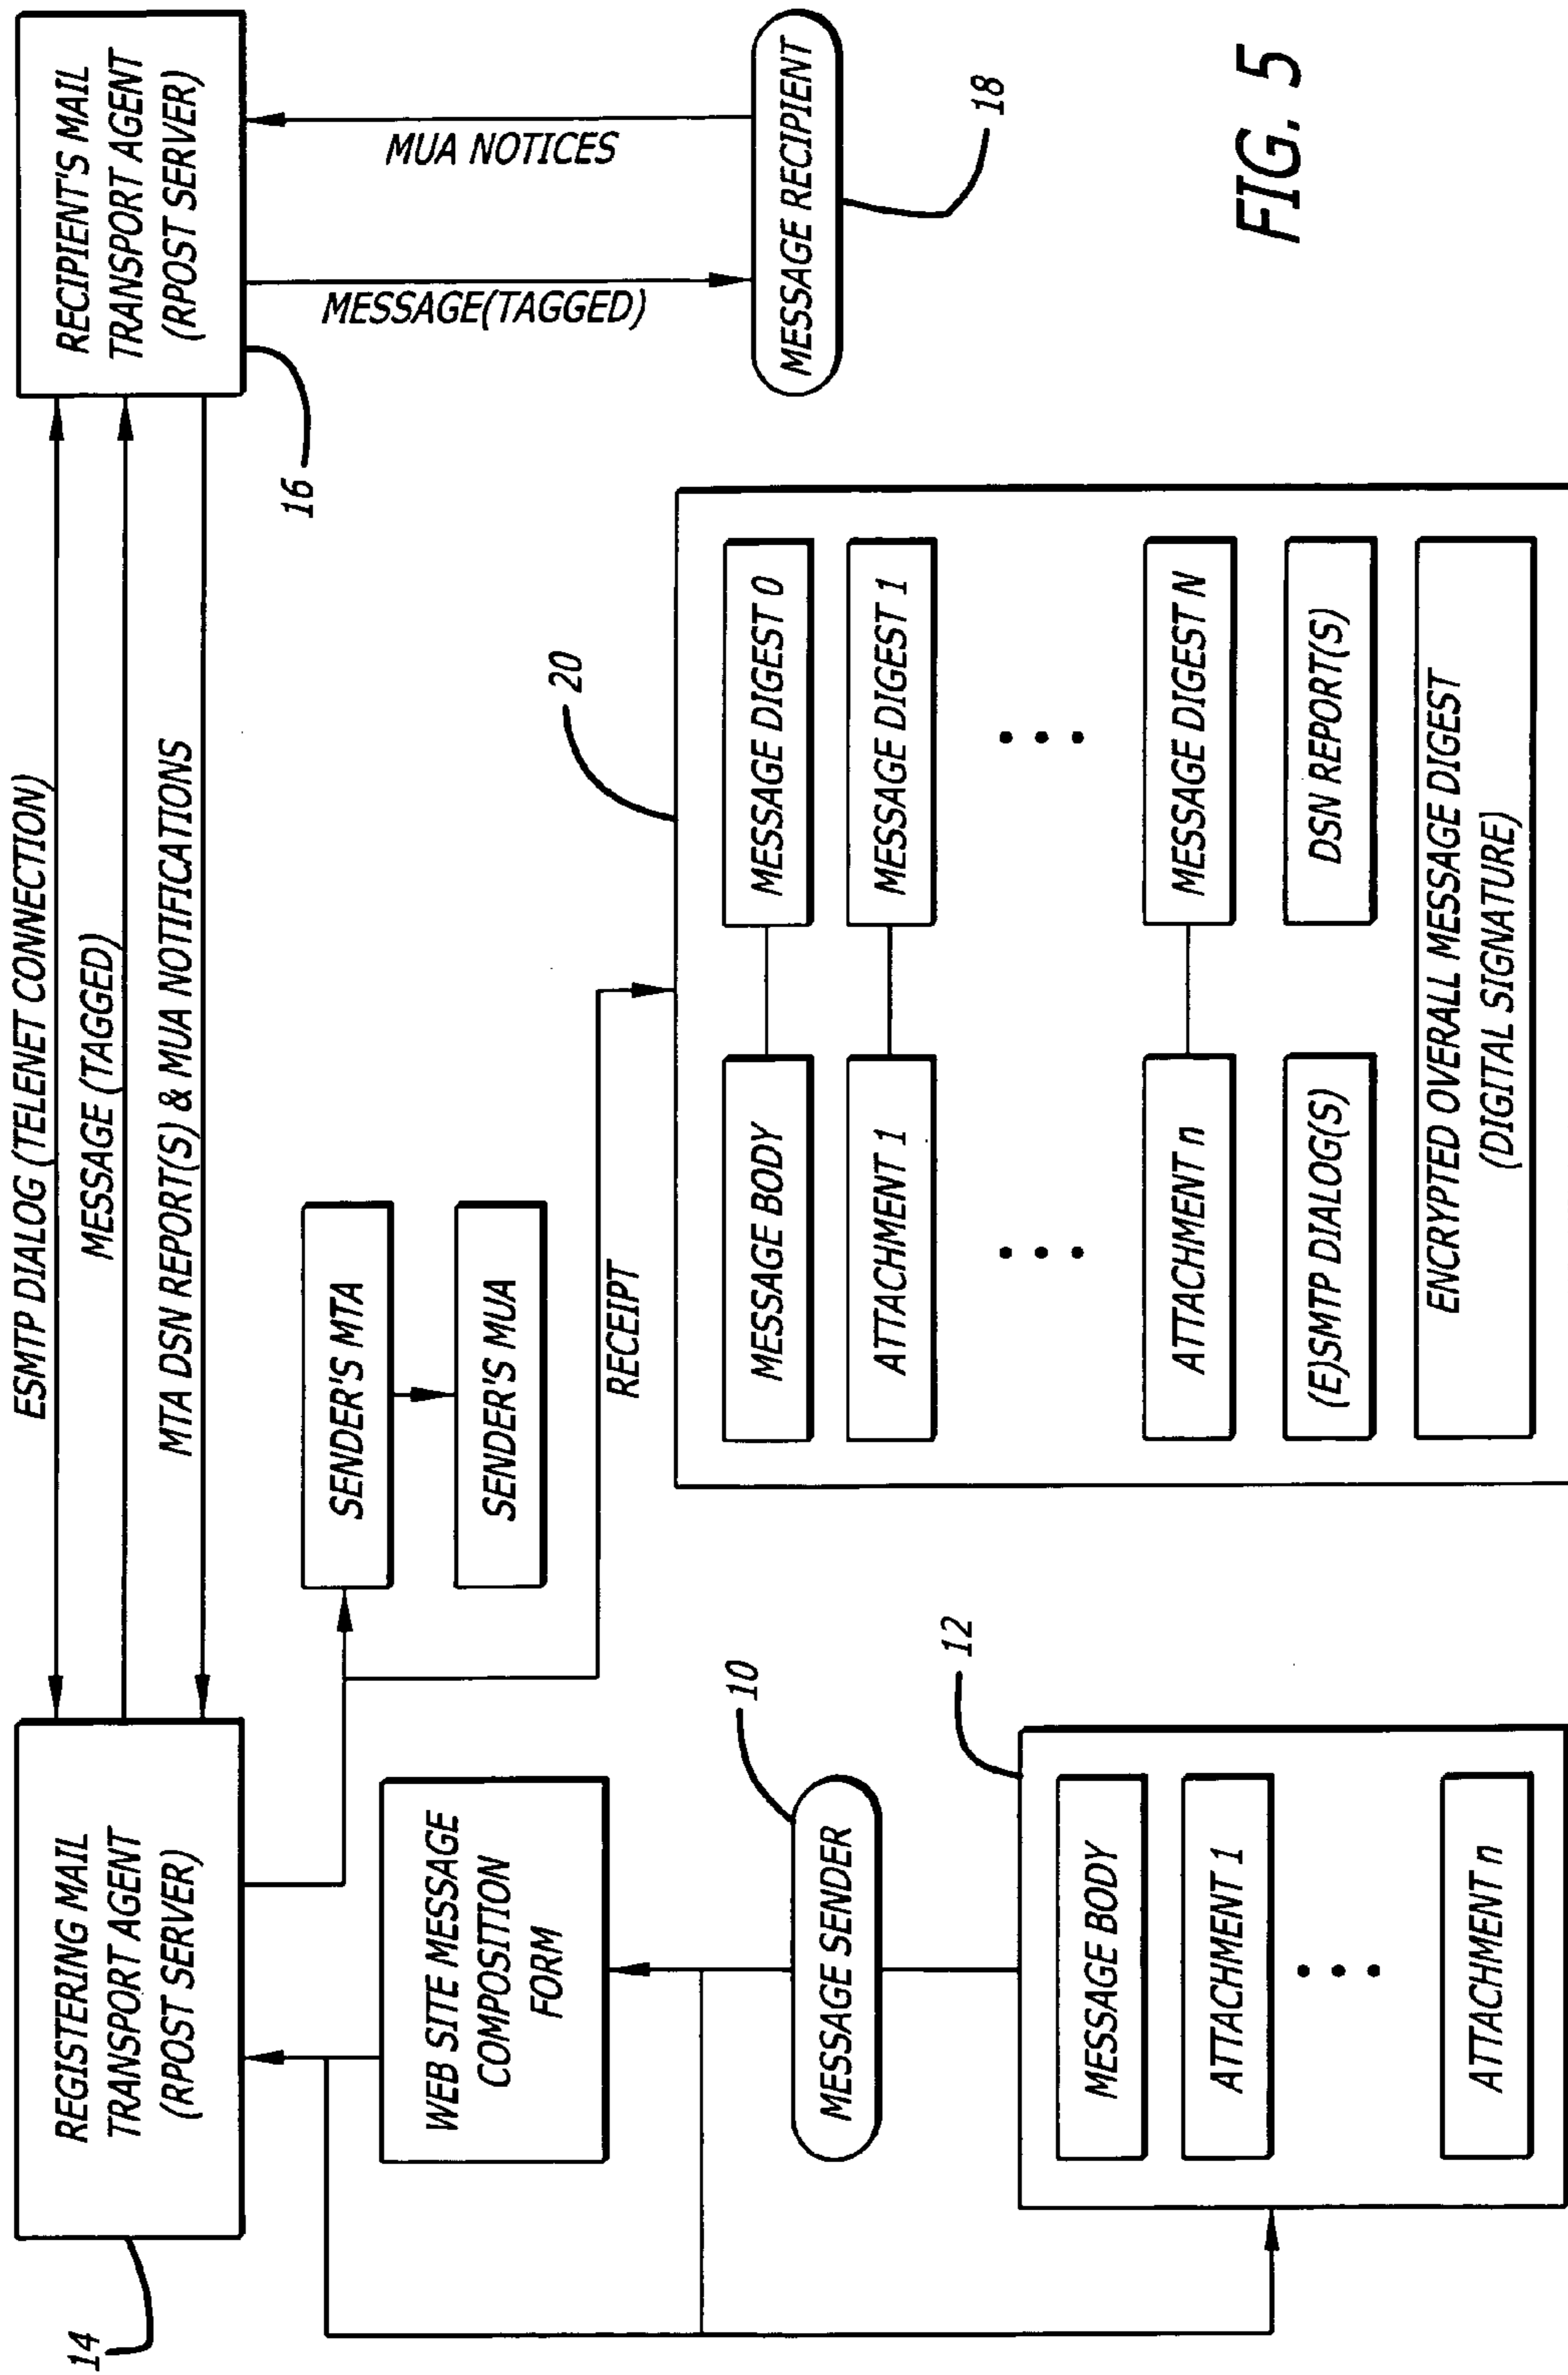 ESMTP DIALOG (TELENET CONNECTION)
MESSAGE (TAGGED)
MTA DSN REPORT(S) & MUA NOTIFICATIONS
14
REGISTERING MAIL
TRANSPORT AGENT
(RPOST SERVER)
RECIPIENT'S MAIL
TRANSPORT AGENT
(RPOST SERVER)
16
SENDER'S MTA
SENDER'S MUA
RECEIPT
WEB SITE MESSAGE
COMPOSITION
FORM
MESSAGE(TAGGED)
MUA NOTICES
10
MESSAGE SENDER
MESSAGE RECIPIENT
18
12
MESSAGE BODY
ATTACHMENT 1
• • •
ATTACHMENT n
20
MESSAGE BODY
MESSAGE DIGEST 0
ATTACHMENT 1
MESSAGE DIGEST 1
• • •
• • •
ATTACHMENT n
MESSAGE DIGEST N
(E)SMTP DIALOG(S)
DSN REPORT(S)
ENCRYPTED OVERALL MESSAGE DIGEST
(DIGITAL SIGNATURE)
FIG. 5